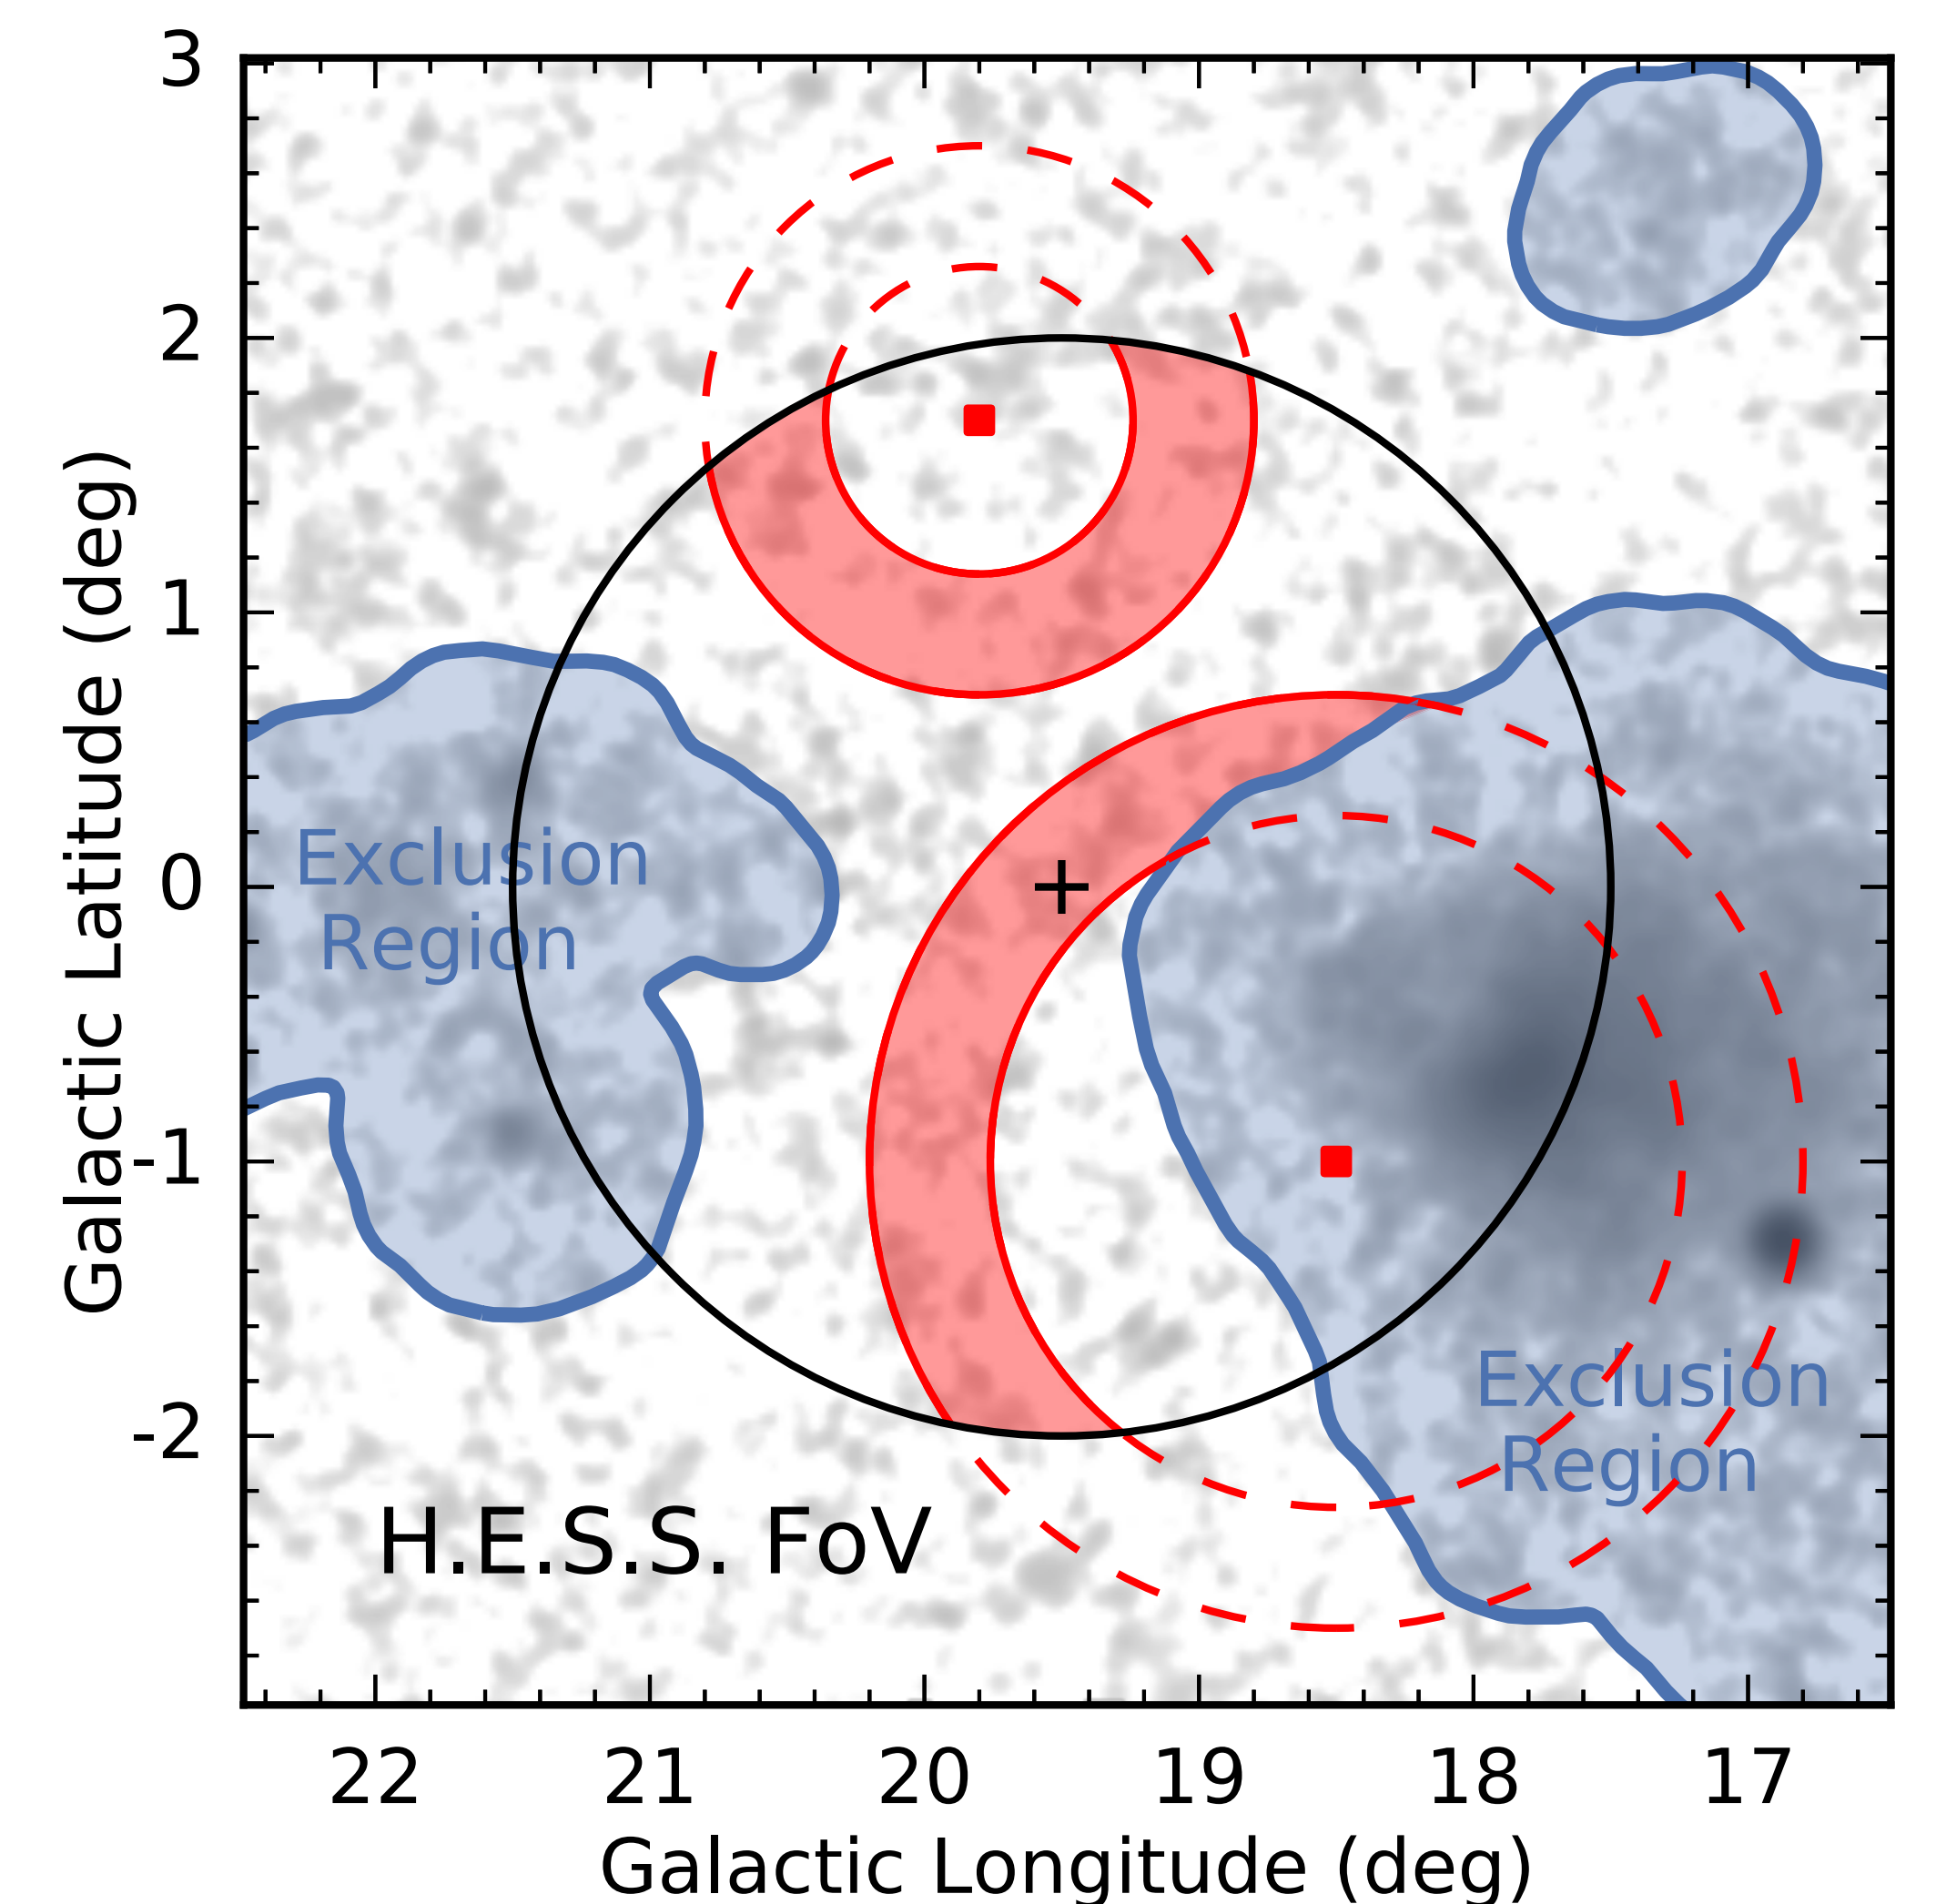 3
2
1
0
-1
-2
Galactic Latitude (deg)
Exclusion
Region
Exclusion
Region
H.E.S.S. FoV
22 21 20 19 18 17
Galactic Longitude (deg)